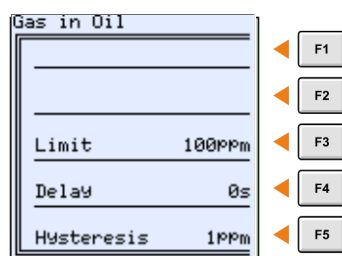 Gas in Oil
F1
F2
Limit 100ppm F3
Delay 0s F4
Hysteresis 1ppm F5